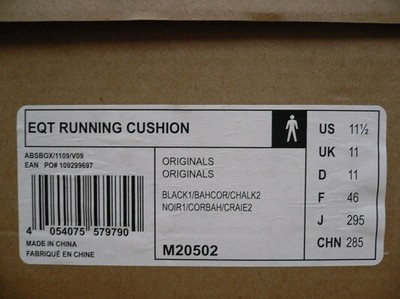 EQT RUNNING CUSHION
ABSBOX/1109/V09
EAN PO# 109299697
4 054075 579790
MADE IN CHINA
FABRIQUÉ EN CHINE
ORIGINALS
ORIGINALS
BLACK1/BAHCOR/CHALK2
NOIR1/CORBAH/CRAIE2
M20502
US 11½
UK 11
D 11
F 46
J 295
CHN 285